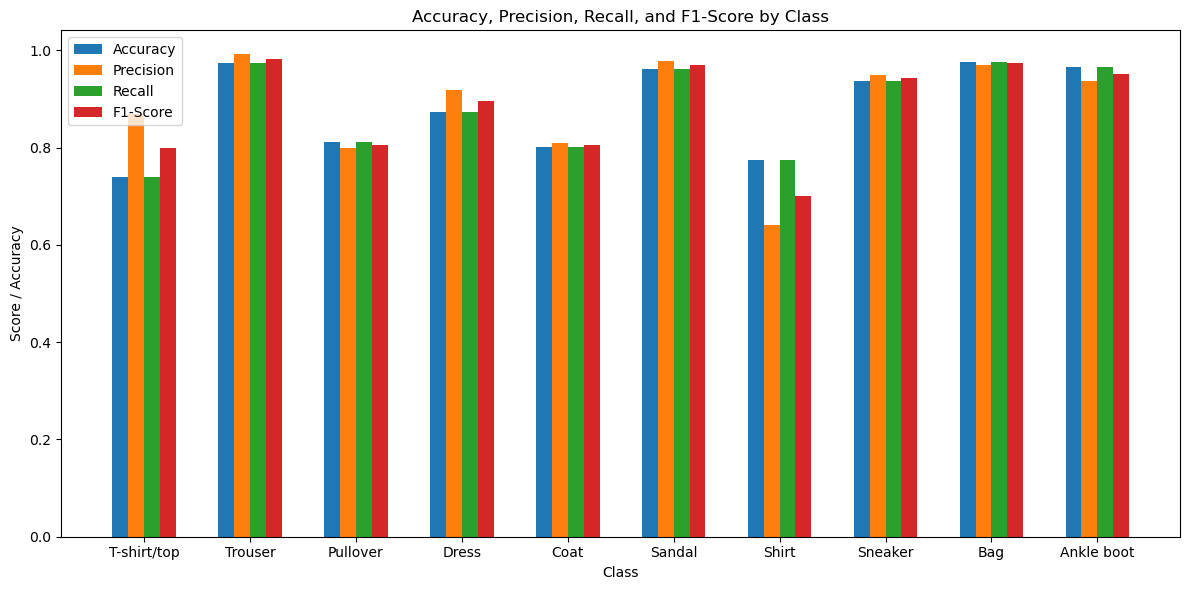 Accuracy, Precision, Recall, and F1-Score by Class
Accuracy
Precision
Recall
F1-Score
Score / Accuracy
1.0
0.8
0.6
0.4
0.2
0.0
T-shirt/top Trouser Pullover Dress Coat Sandal Shirt Sneaker Bag Ankle boot
Class